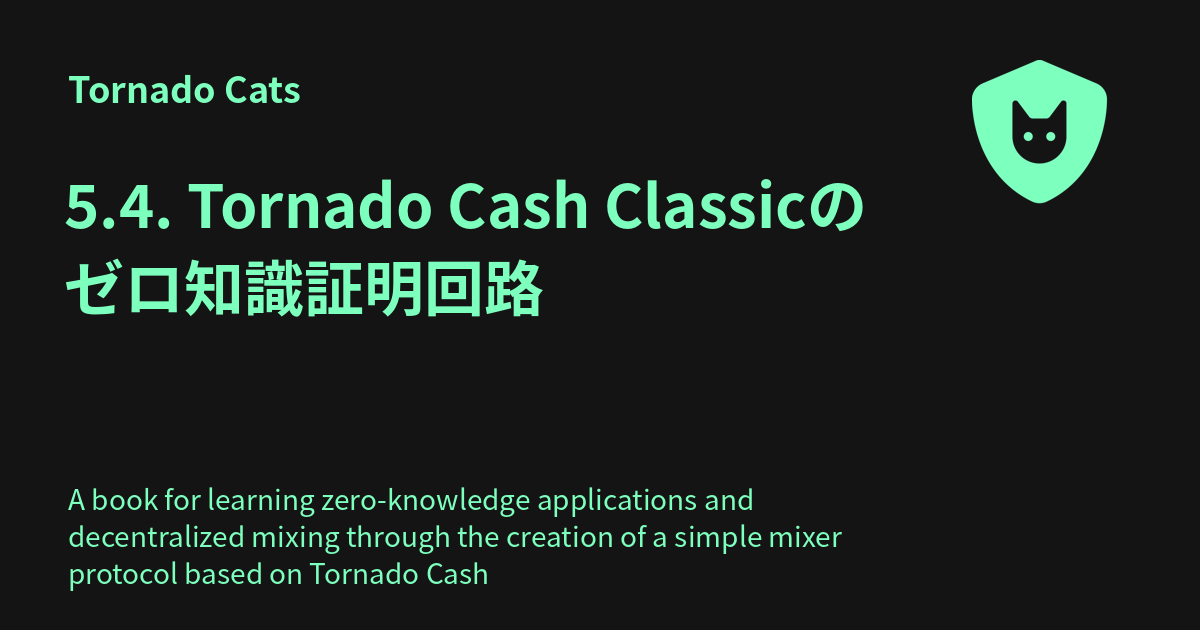 Tornado Cats
5.4. Tornado Cash Classicの
ゼロ知識証明回路
A book for learning zero-knowledge applications and
decentralized mixing through the creation of a simple mixer
protocol based on Tornado Cash